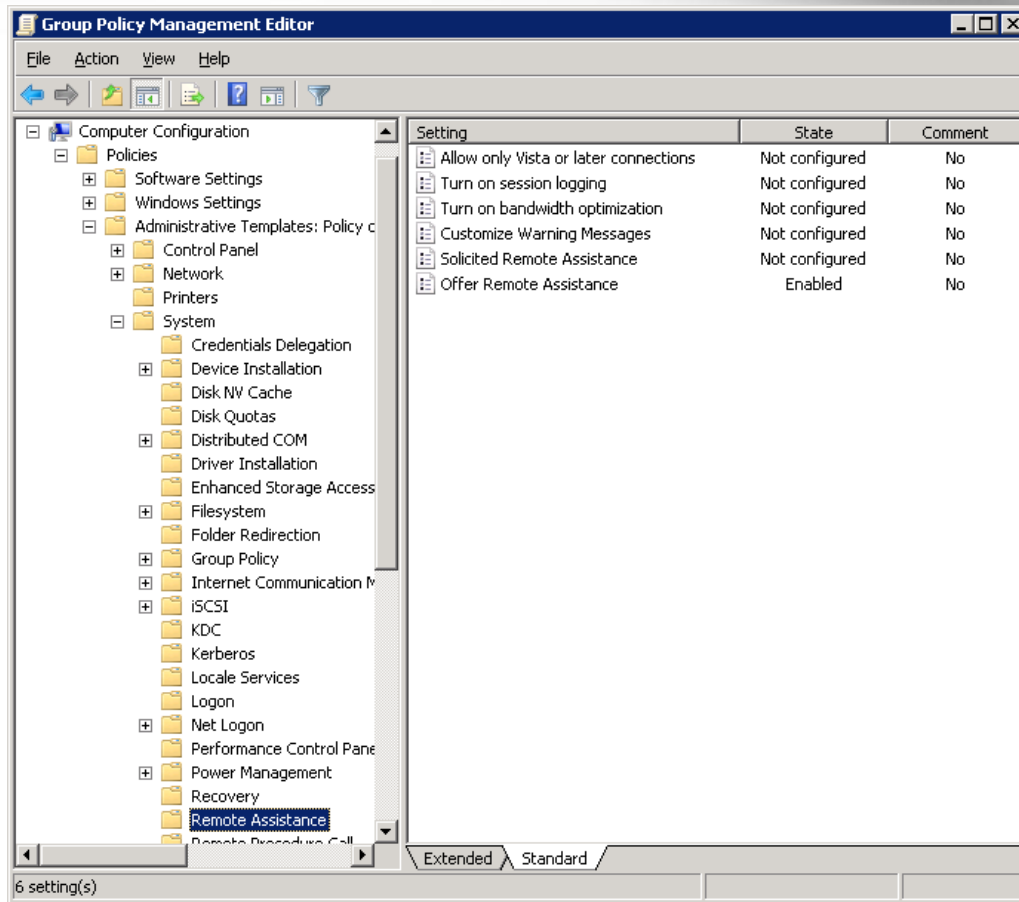 Group Policy Management Editor
File Action View Help
Computer Configuration
Policies
Software Settings
Windows Settings
Administrative Templates: Policy
Control Panel
Network
Printers
System
Credentials Delegation
Device Installation
Disk NV Cache
Disk Quotas
Distributed COM
Driver Installation
Enhanced Storage Access
Filesystem
Folder Redirection
Group Policy
Internet Communication
iSCSI
KDC
Kerberos
Locale Services
Logon
Net Logon
Performance Control Pane
Power Management
Recovery
Remote Assistance
Remote Procedure Call
Setting State Comment
Allow only Vista or later connections Not configured No
Turn on session logging Not configured No
Turn on bandwidth optimization Not configured No
Customize Warning Messages Not configured No
Solicited Remote Assistance Not configured No
Offer Remote Assistance Enabled No
Extended Standard
6 setting(s)